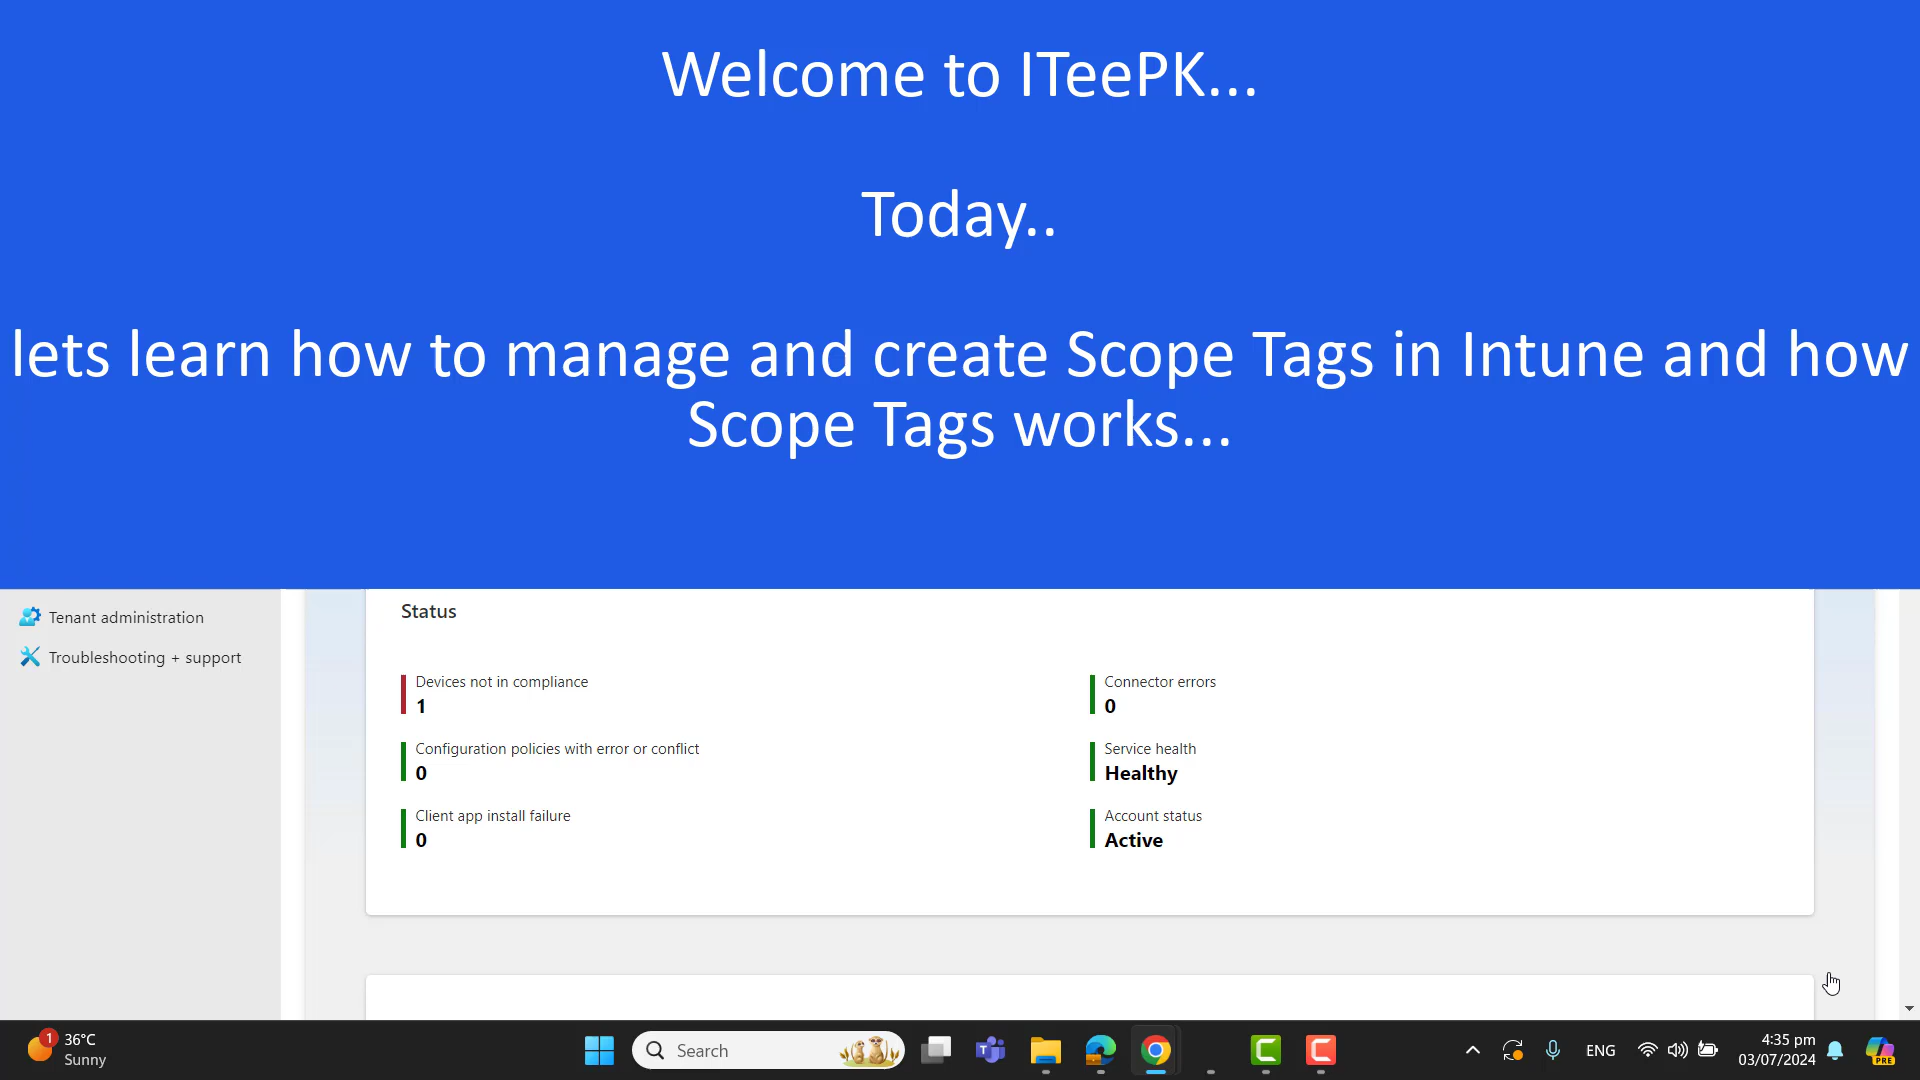 Welcome to ITeePK...
Today..
lets learn how to manage and create Scope Tags in Intune and how
Scope Tags works...
Tenant administration
Troubleshooting + support
Status
Devices not in compliance
1
Connector errors
0
Configuration policies with error or conflict
0
Service health
Healthy
Client app install failure
0
Account status
Active
1
36°C
Sunny
Search
ENG
4:35 pm
03/07/2024
PRE